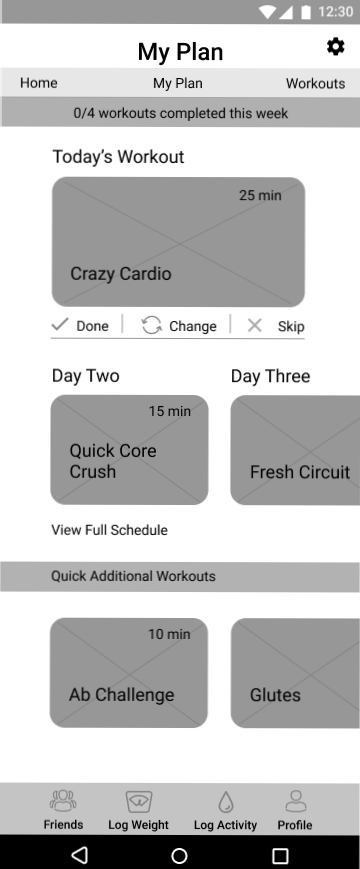 12:30
My Plan
Home My Plan Workouts
0/4 workouts completed this week
Today's Workout
25 min
Crazy Cardio
Done Change Skip
Day Two Day Three
15 min
Quick Core
Crush
Fresh Circuit
View Full Schedule
Quick Additional Workouts
10 min
Ab Challenge Glutes
Friends Log Weight Log Activity Profile